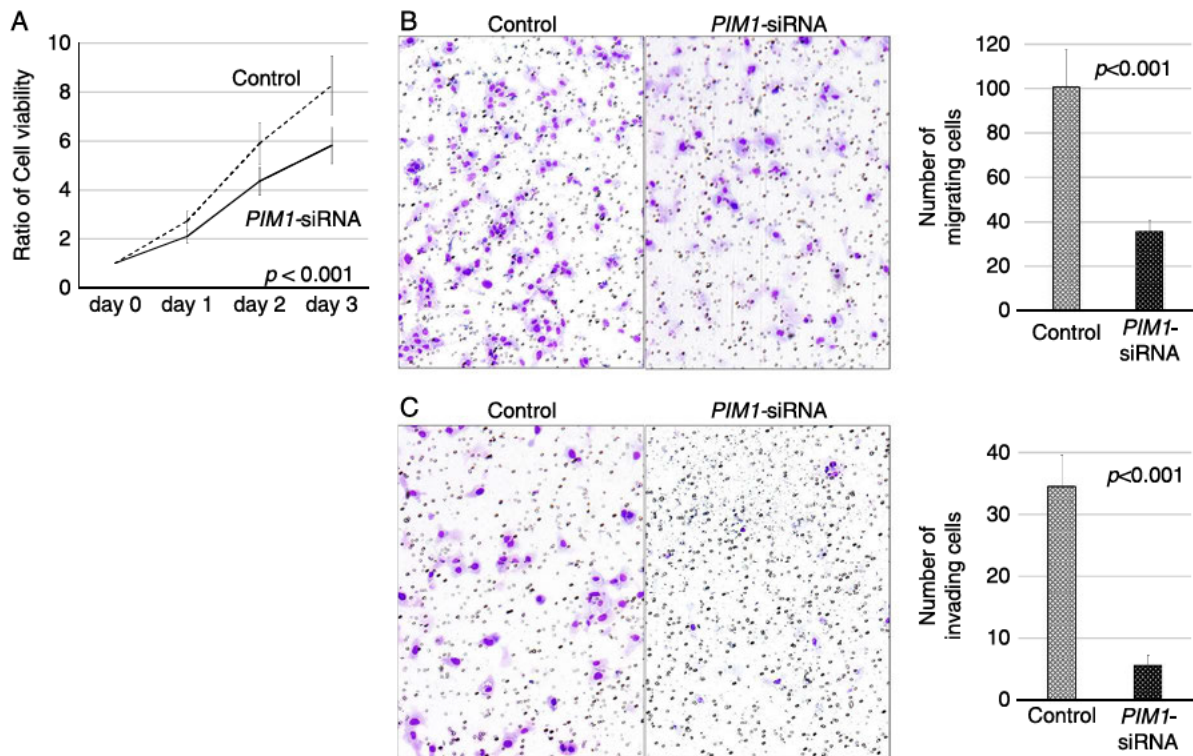 A
10
8
6
4
2
0
Ratio of Cell viability
Control
PIM1-siRNA
p < 0.001
day 0 day 1 day 2 day 3
B
Control PIM1-siRNA
120
100
80
60
40
20
0
Number of
migrating cells
p<0.001
Control PIM1-
siRNA
C
Control PIM1-siRNA
40
30
20
10
0
Number of
invading cells
p<0.001
Control PIM1-
siRNA